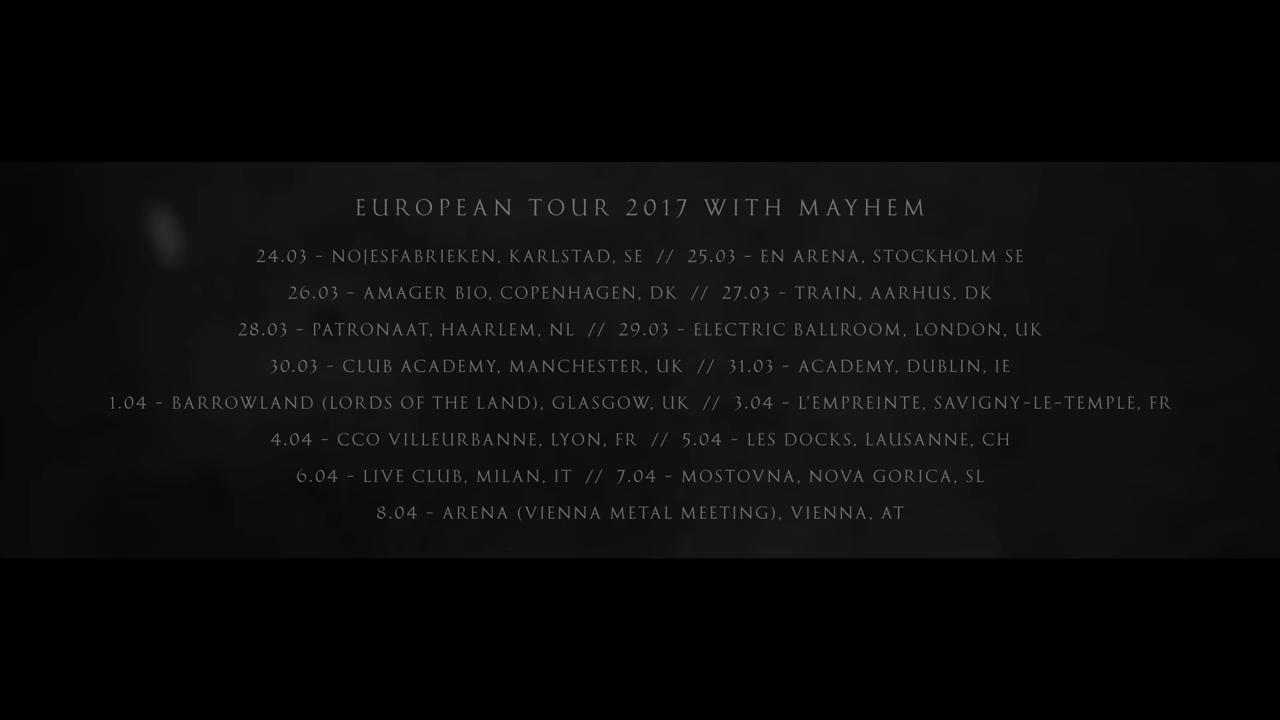 EUROPEAN TOUR 2017 WITH MAYHEM
24.03 - NOJESFABRIEKEN, KARLSTAD, SE // 25.03 - EN ARENA, STOCKHOLM SE
26.03 - AMAGER BIO, COPENHAGEN, DK // 27.03 - TRAIN, AARHUS, DK
28.03 - PATRONAAT, HAARLEM, NL // 29.03 - ELECTRIC BALLROOM, LONDON, UK
30.03 - CLUB ACADEMY, MANCHESTER, UK // 31.03 - ACADEMY, DUBLIN, IE
1.04 - BARROWLAND (LORDS OF THE LAND), GLASGOW, UK // 3.04 - L'EMPREINTE, SAVIGNY-LE-TEMPLE, FR
4.04 - CCO VILLEURBANNE, LYON, FR // 5.04 - LES DOCKS, LAUSANNE, CH
6.04 - LIVE CLUB, MILAN, IT // 7.04 - MOSTOVNA, NOVA GORICA, SL
8.04 - ARENA (VIENNA METAL MEETING), VIENNA, AT